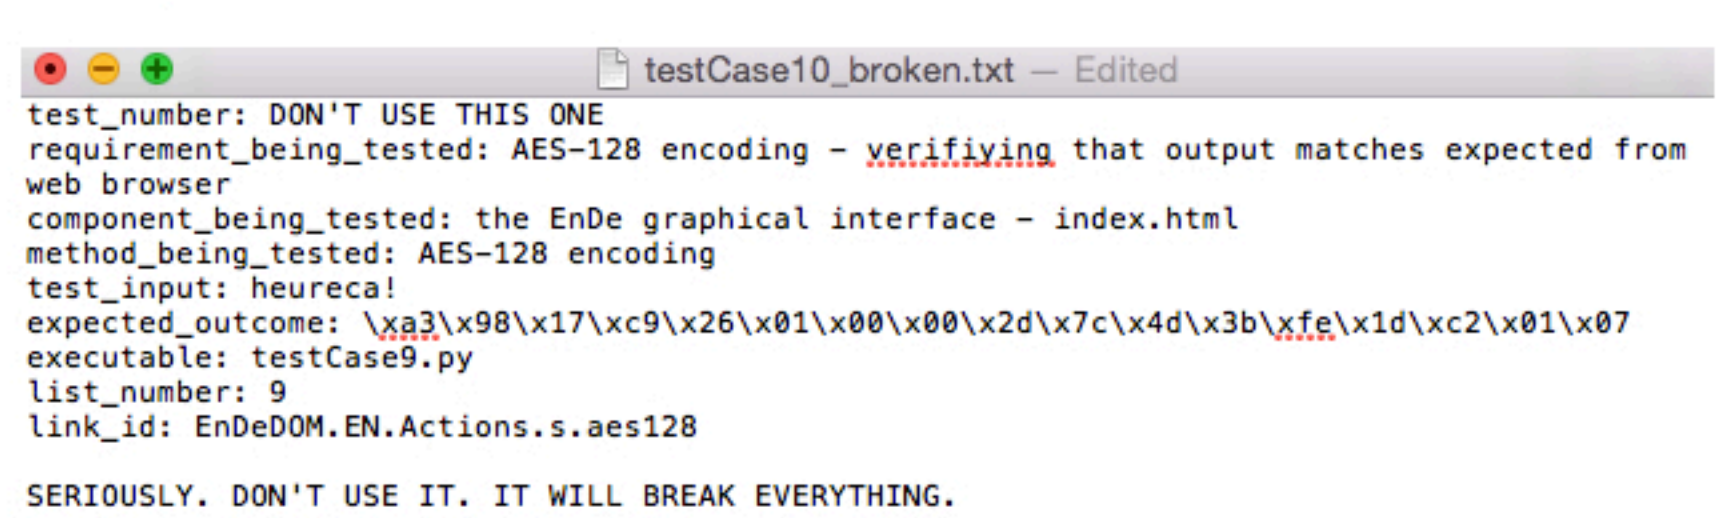 testCase10_broken.txt — Edited
test_number: DON'T USE THIS ONE
requirement_being_tested: AES-128 encoding - verifiying that output matches expected from
web browser
component_being_tested: the EnDe graphical interface - index.html
method_being_tested: AES-128 encoding
test_input: heureca!
expected_outcome: \xa3\x98\x17\xc9\x26\x01\x00\x00\x2d\x7c\x4d\x3b\xfe\x1d\xc2\x01\x07
executable: testCase9.py
list_number: 9
link_id: EnDeDOM.EN.Actions.s.aes128
SERIOUSLY. DON'T USE IT. IT WILL BREAK EVERYTHING.